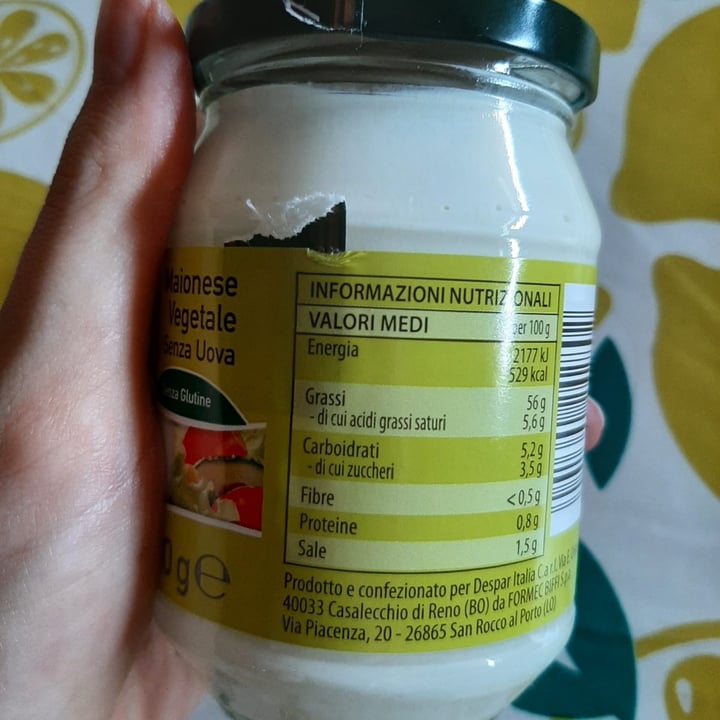 Maionese
Vegetale
Senza Uova
Senza Glutine
0 g e
INFORMAZIONI NUTRIZIONALI
VALORI MEDI per 100 g
Energia 2177 kJ
529 kcal
Grassi 56 g
- di cui acidi grassi saturi 5,6 g
Carboidrati 5,2 g
- di cui zuccheri 3,5 g
Fibre <0,5 g
Proteine 0,8 g
Sale 1,5 g
Prodotto e confezionato per Despar Italia C.a r.l. Via
40033 Casalecchio di Reno (BO) da FORMEC BIFFI S.p.A.
Via Piacenza, 20 - 26865 San Rocco al Porto (LO)